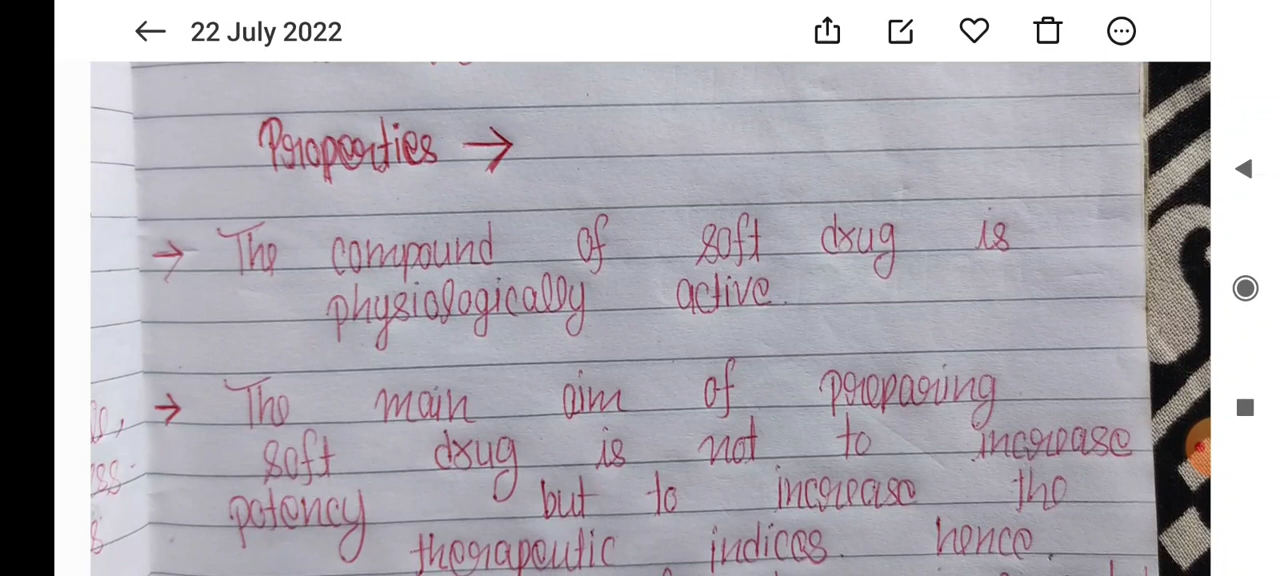 22 July 2022
Properties →
→ The compound of soft drug is
physiologically active.
→ The main aim of preparing
soft drug is not to increase
potency but to increase the
therapeutic indices. hence